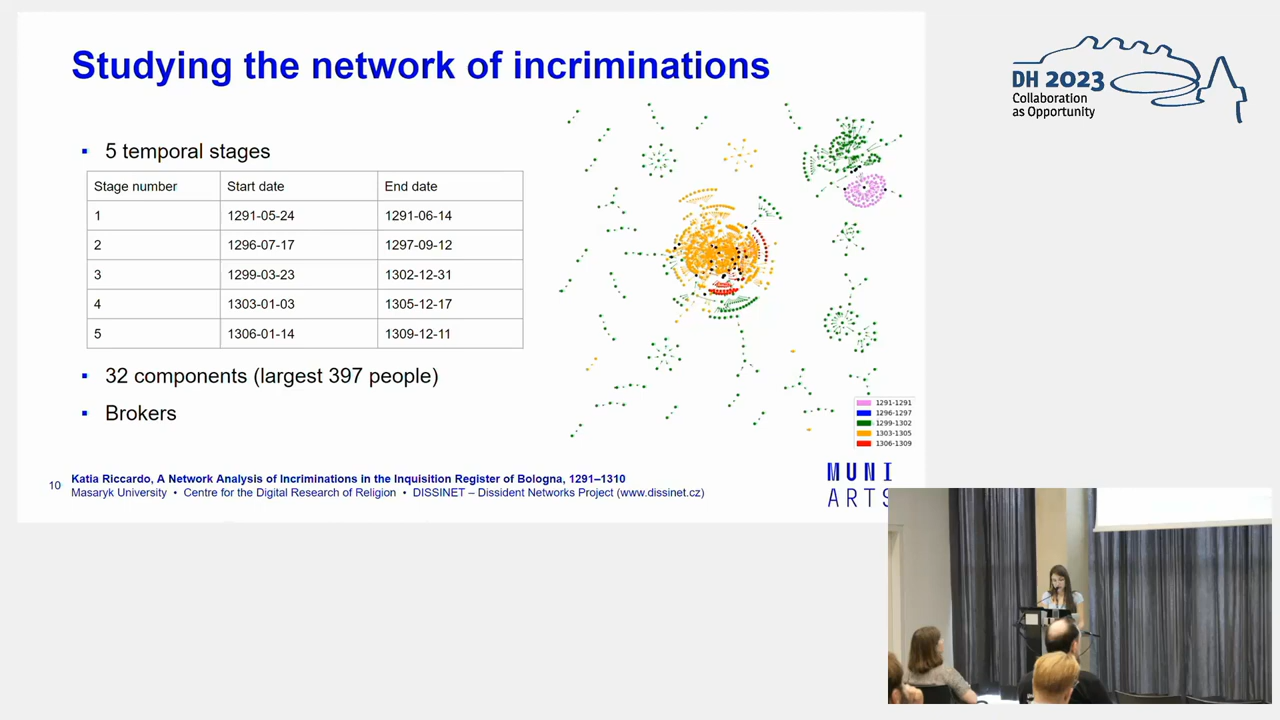 Studying the network of incriminations
DH 2023
Collaboration
as Opportunity
5 temporal stages
Stage number Start date End date
1 1291-05-24 1291-06-14
2 1296-07-17 1297-09-12
3 1299-03-23 1302-12-31
4 1303-01-03 1305-12-17
5 1306-01-14 1309-12-11
32 components (largest 397 people)
Brokers
1291-1291
1296-1297
1299-1302
1303-1305
1306-1309
10 Katia Riccardo, A Network Analysis of Incriminations in the Inquisition Register of Bologna, 1291–1310
Masaryk University • Centre for the Digital Research of Religion • DISSINET – Dissident Networks Project (www.dissinet.cz)
MUNI
ARTS